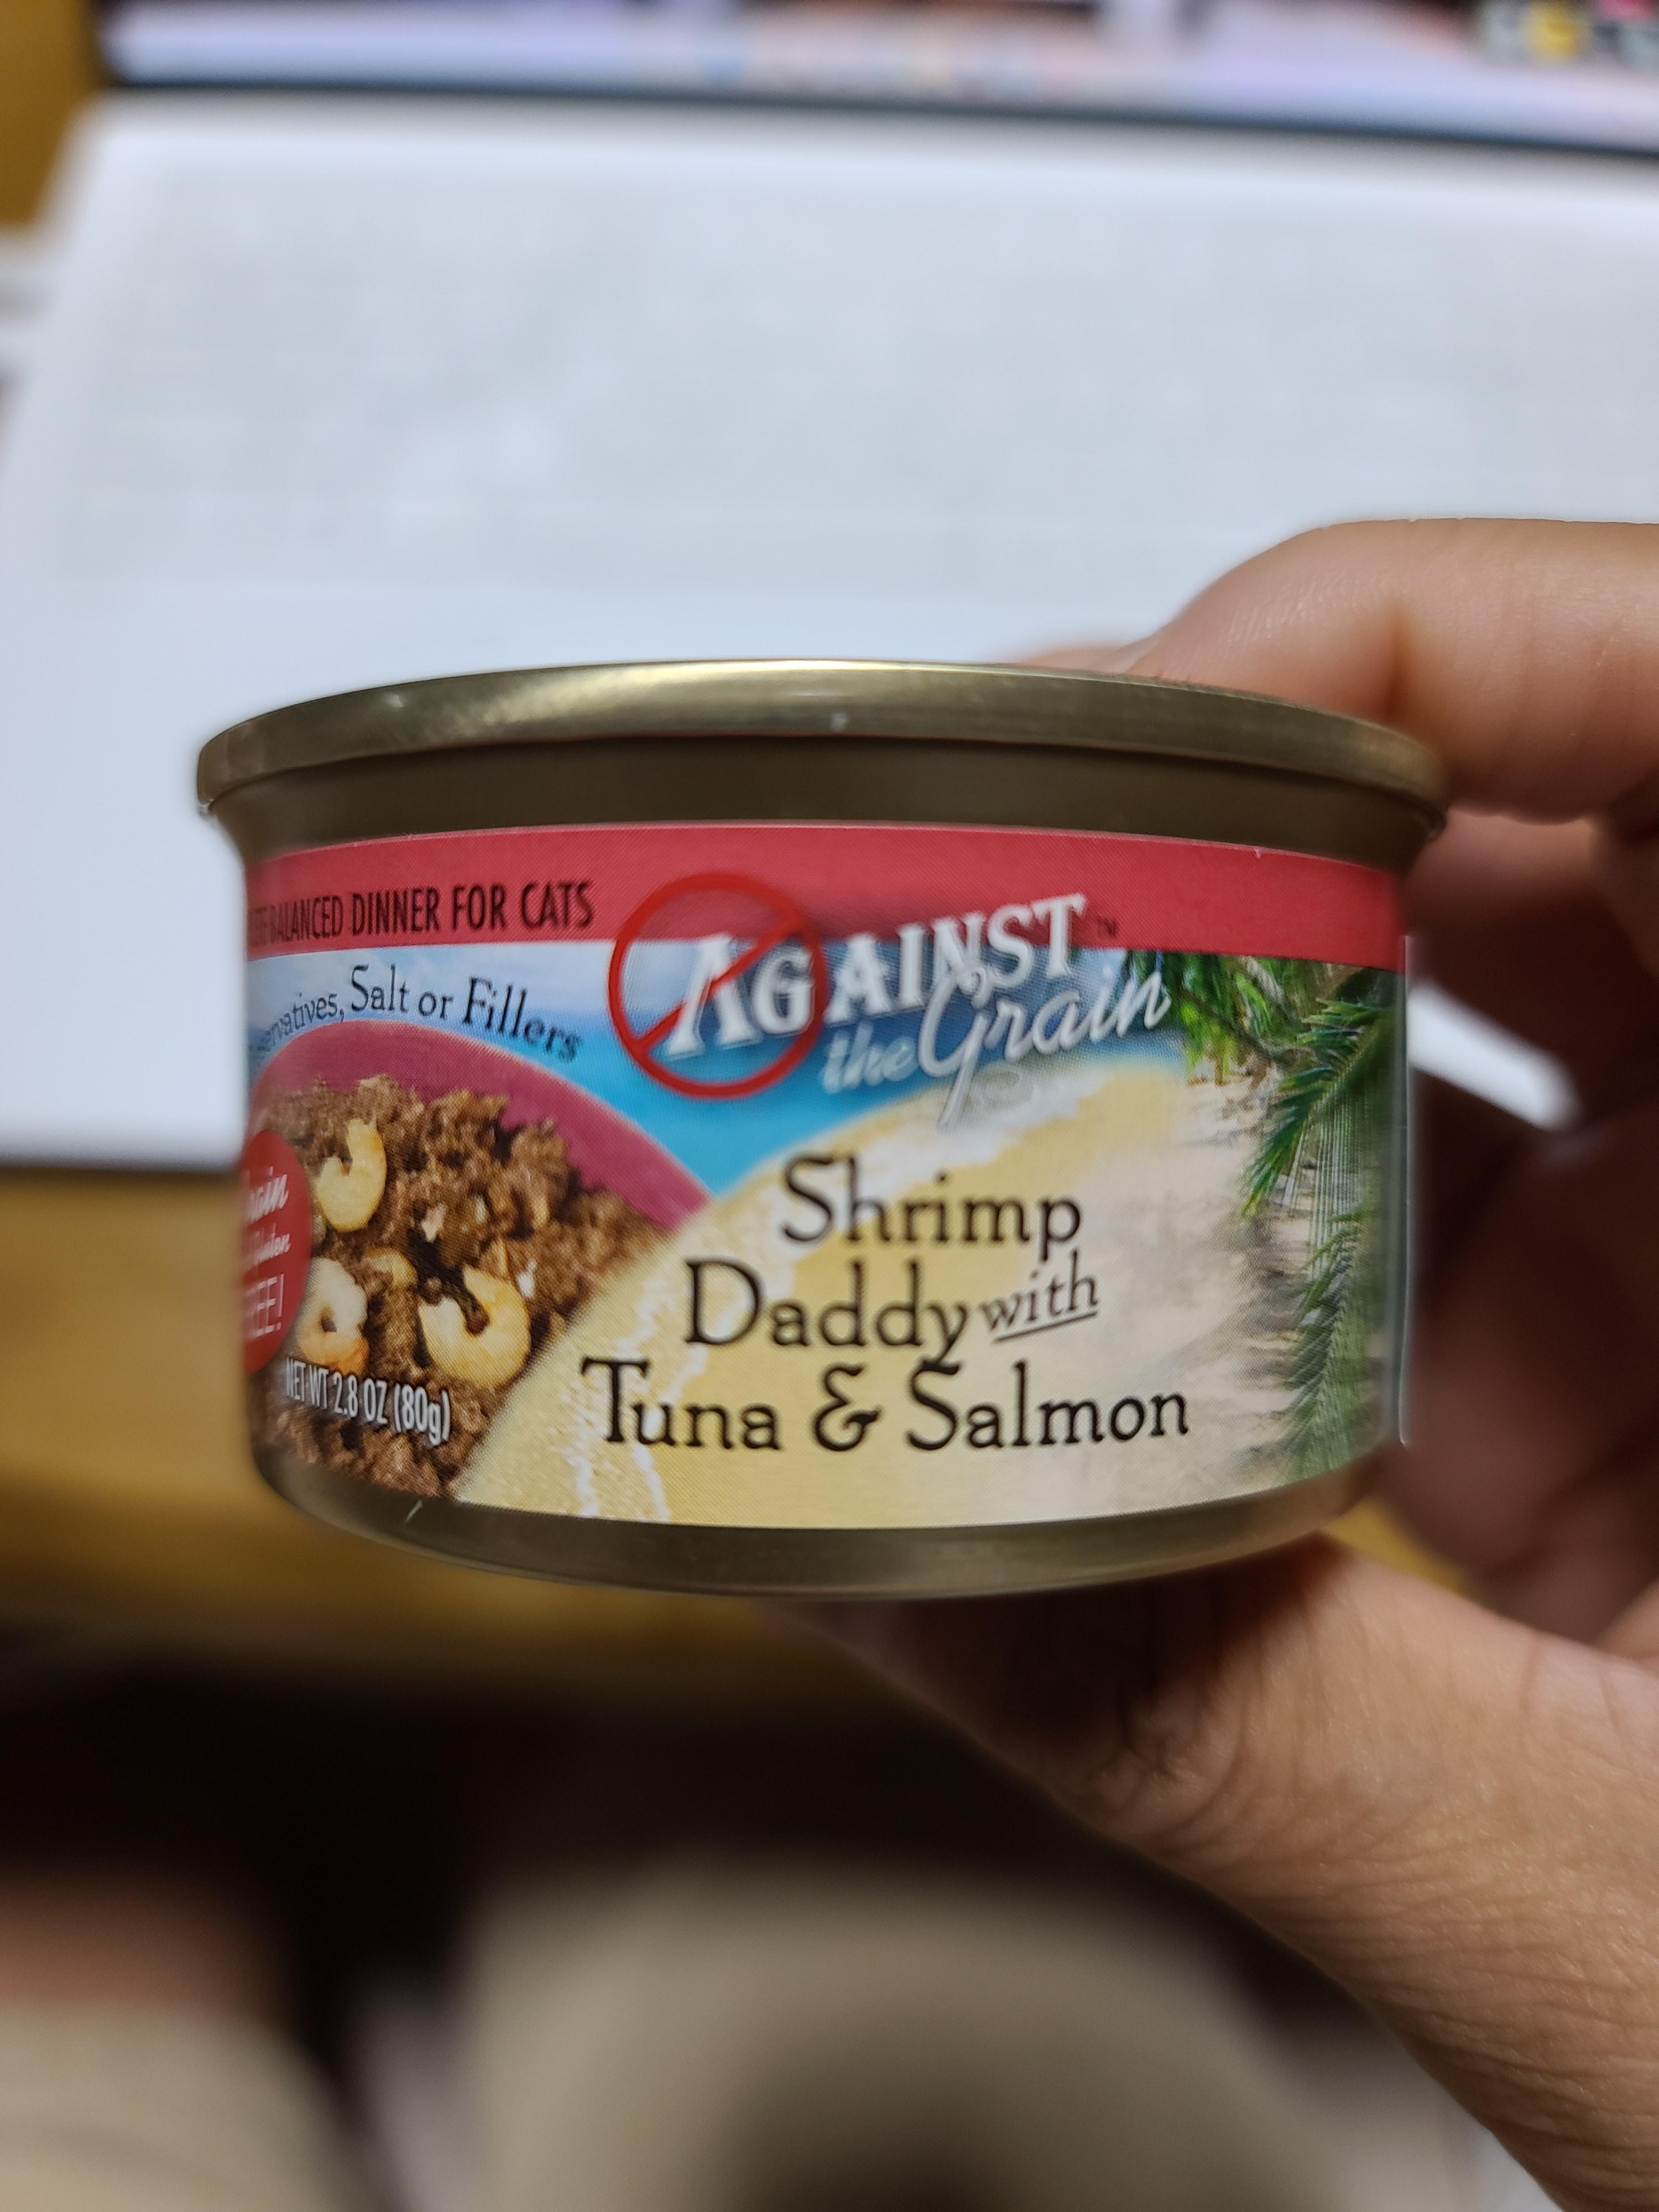 BALANCED DINNER FOR CATS
AGAINST™
the Grain
Salt or Fillers
FREE!
Shrimp
Daddy with
Tuna & Salmon
NET WT 2.8 OZ (80g)